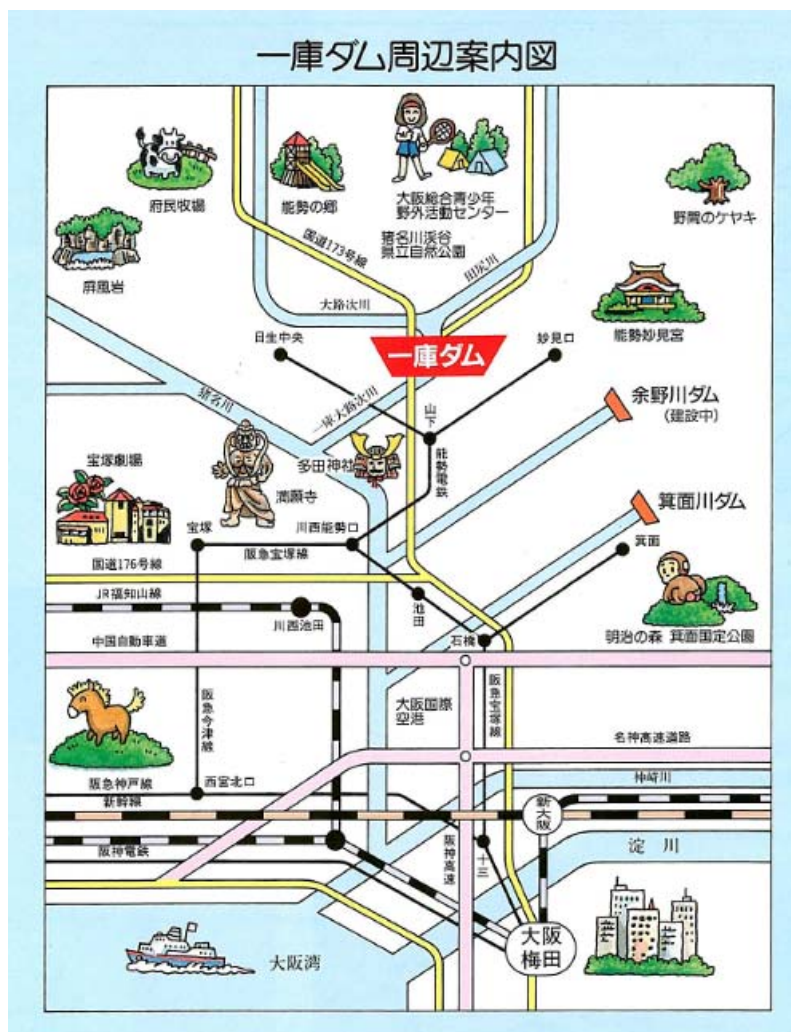 一庫ダム周辺案内図
府民牧場
能勢の郷
大阪総合青少年
野外活動センター
猪名川渓谷
県立自然公園
野間のケヤキ
屏風岩
国道173号線
田尻川
大路次川
能勢妙見宮
日生中央
一庫ダム
妙見口
余野川ダム
(建設中)
猪名川
一庫大路次川
山下
能勢電鉄
宝塚劇場
満願寺
多田神社
箕面川ダム
宝塚
川西能勢口
箕面
阪急宝塚線
国道176号線
JR福知山線
池田
川西池田
石橋
明治の森 箕面国定公園
中国自動車道
阪急今津線
大阪国際
空港
阪急宝塚線
名神高速道路
阪急神戸線
西宮北口
神崎川
新幹線
新大阪
阪神電鉄
阪神高速
十三
淀川
大阪湾
大阪
梅田